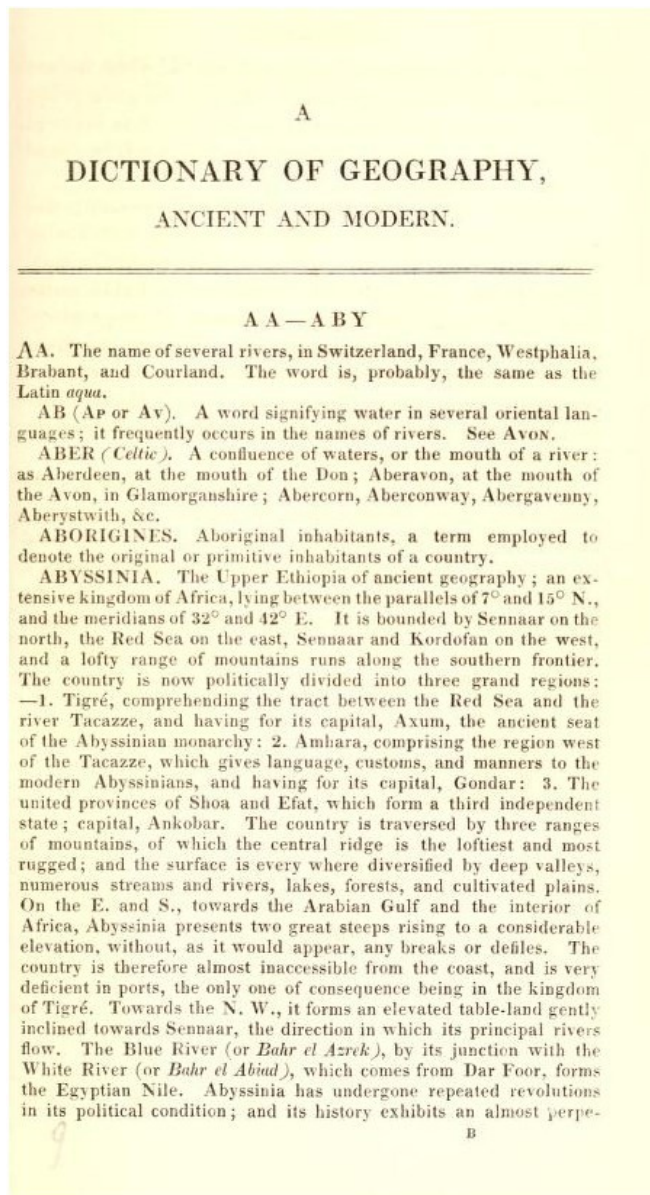 A
DICTIONARY OF GEOGRAPHY,
ANCIENT AND MODERN.
AA—ABY
AA. The name of several rivers, in Switzerland, France, Westphalia,
Brabant, and Courland. The word is, probably, the same as the
Latin aqua.
AB (AP or AV). A word signifying water in several oriental lan-
guages; it frequently occurs in the names of rivers. See AVON.
ABER (Celtic). A confluence of waters, or the mouth of a river:
as Aberdeen, at the mouth of the Don; Aberavon, at the mouth of
the Avon, in Glamorganshire; Abercorn, Aberconway, Abergavenny,
Aberystwith, &c.
ABORIGINES. Aboriginal inhabitants, a term employed to
denote the original or primitive inhabitants of a country.
ABYSSINIA. The Upper Ethiopia of ancient geography; an ex-
tensive kingdom of Africa, lying between the parallels of 7° and 15° N.,
and the meridians of 32° and 42° E. It is bounded by Sennaar on the
north, the Red Sea on the east, Sennaar and Kordofan on the west,
and a lofty range of mountains runs along the southern frontier.
The country is now politically divided into three grand regions:
—1. Tigré, comprehending the tract between the Red Sea and the
river Tacazze, and having for its capital, Axum, the ancient seat
of the Abyssinian monarchy: 2. Amhara, comprising the region west
of the Tacazze, which gives language, customs, and manners to the
modern Abyssinians, and having for its capital, Gondar: 3. The
united provinces of Shoa and Efat, which form a third independent
state; capital, Ankobar. The country is traversed by three ranges
of mountains, of which the central ridge is the loftiest and most
rugged; and the surface is every where diversified by deep valleys,
numerous streams and rivers, lakes, forests, and cultivated plains.
On the E. and S., towards the Arabian Gulf and the interior of
Africa, Abyssinia presents two great steeps rising to a considerable
elevation, without, as it would appear, any breaks or defiles. The
country is therefore almost inaccessible from the coast, and is very
deficient in ports, the only one of consequence being in the kingdom
of Tigré. Towards the N. W., it forms an elevated table-land gently
inclined towards Sennaar, the direction in which its principal rivers
flow. The Blue River (or Bahr el Azrek), by its junction with the
White River (or Bahr el Abiad), which comes from Dar Foor, forms
the Egyptian Nile. Abyssinia has undergone repeated revolutions
in its political condition; and its history exhibits an almost perpe-
B
9